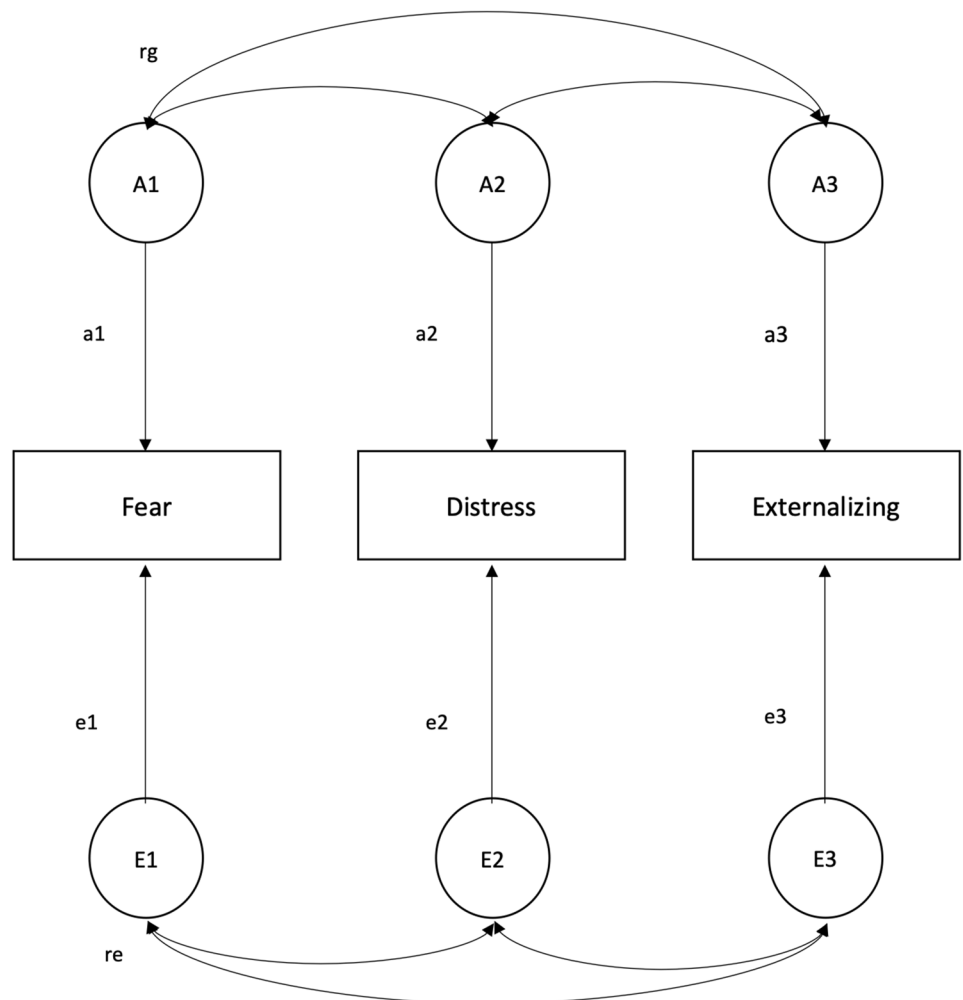 rg
A1
A2
A3
a1
a2
a3
Fear
Distress
Externalizing
e1
e2
e3
E1
E2
E3
re